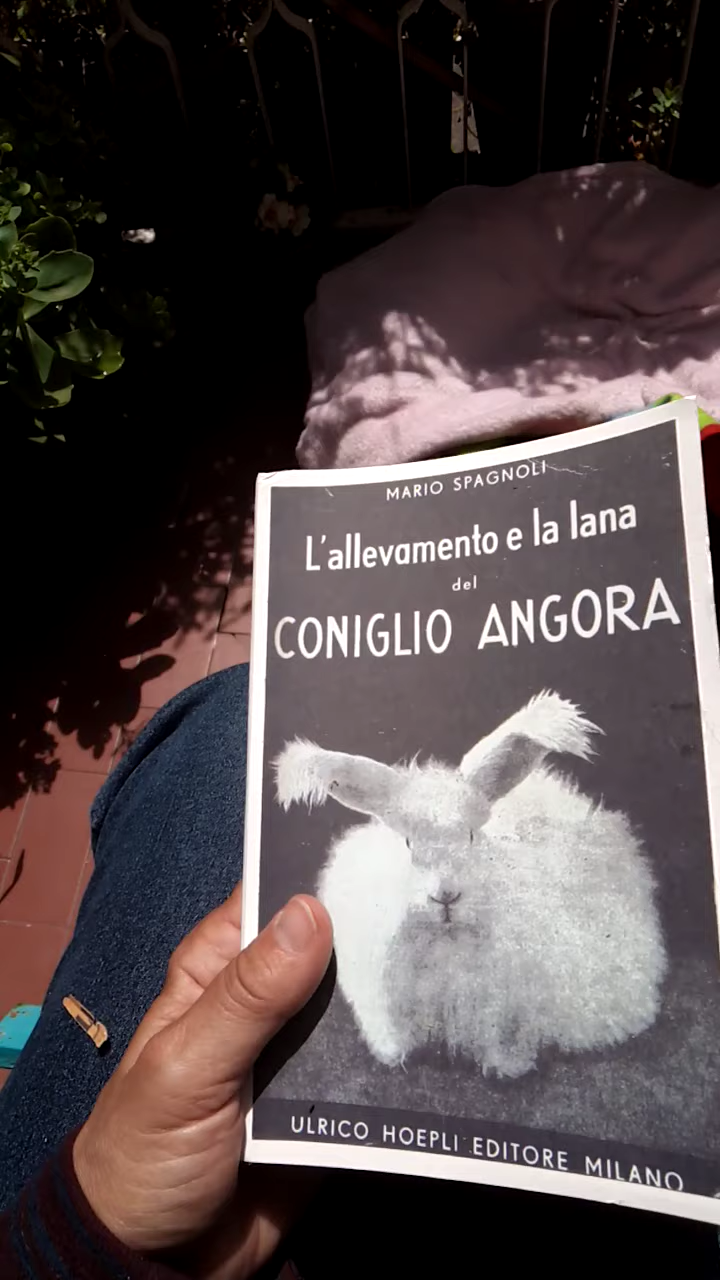 MARIO SPAGNOLI
L'allevamento e la lana
del
CONIGLIO ANGORA
ULRICO HOEPLI EDITORE MILANO